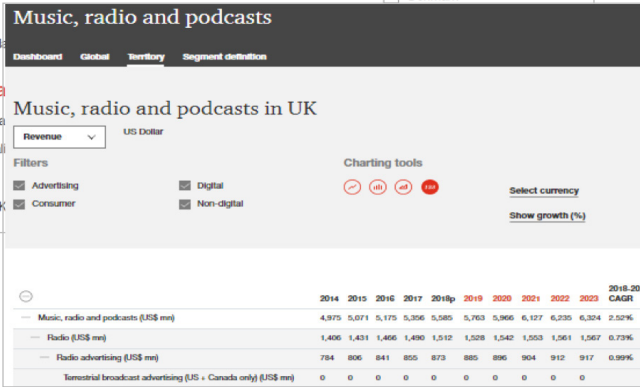 Music, radio and podcasts
Dashboard Global Territory Segment definition
Music, radio and podcasts in UK
Revenue US Dollar
Filters Charting tools
Advertising Digital
Consumer Non-digital
Select currency
Show growth (%)
2014 2015 2016 2017 2018p 2019 2020 2021 2022 2023 2018-20 CAGR
Music, radio and podcasts (US$ mn) 4,975 5,071 5,175 5,356 5,585 5,763 5,966 6,127 6,235 6,324 2.52%
Radio (US$ mn) 1,406 1,431 1,466 1,490 1,512 1,528 1,542 1,553 1,561 1,567 0.73%
Radio advertising (US$ mn) 784 806 841 855 873 885 896 904 912 917 0.99%
Terrestrial broadcast advertising (US + Canada only) (US$ mn) 0 0 0 0 0 0 0 0 0 0